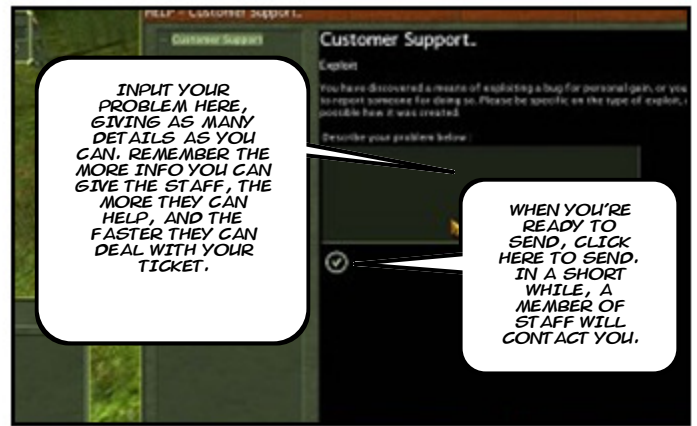 HELP - Customer Support..
Customer Support
Customer Support..
Exploit
You have discovered a means of exploiting a bug for personal gain, or you
to report someone for doing so. Please be specific on the type of exploit,
possible how it was created.
Describe your problem below:
INPUT YOUR
PROBLEM HERE,
GIVING AS MANY
DETAILS AS YOU
CAN. REMEMBER THE
MORE INFO YOU CAN
GIVE THE STAFF, THE
MORE THEY CAN
HELP, AND THE
FASTER THEY CAN
DEAL WITH YOUR
TICKET.
WHEN YOU'RE
READY TO
SEND, CLICK
HERE TO SEND.
IN A SHORT
WHILE, A
MEMBER OF
STAFF WILL
CONTACT YOU.